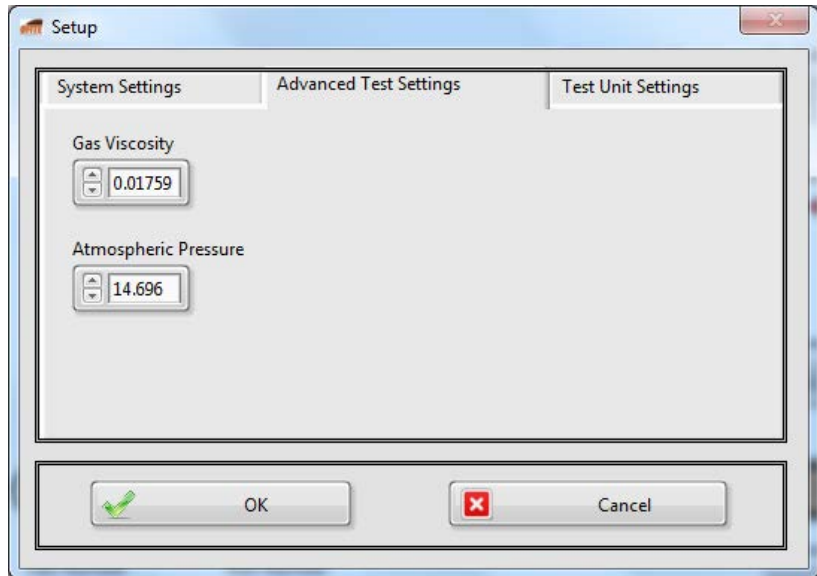 Setup
System Settings Advanced Test Settings Test Unit Settings
Gas Viscosity
0.01759
Atmospheric Pressure
14.696
OK Cancel